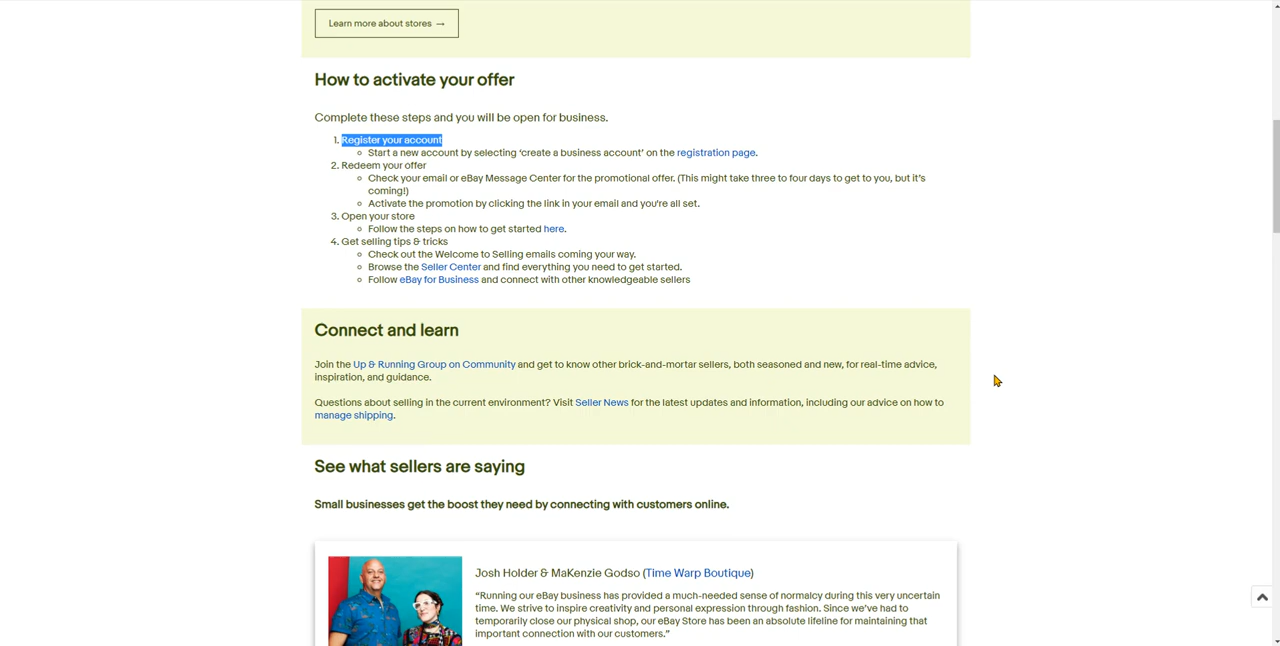 Learn more about stores →
How to activate your offer
Complete these steps and you will be open for business.
1. Register your account
Start a new account by selecting ‘create a business account’ on the registration page.
2. Redeem your offer
Check your email or eBay Message Center for the promotional offer. (This might take three to four days to get to you, but it’s
coming!)
Activate the promotion by clicking the link in your email and you're all set.
3. Open your store
Follow the steps on how to get started here.
4. Get selling tips & tricks
Check out the Welcome to Selling emails coming your way.
Browse the Seller Center and find everything you need to get started.
Follow eBay for Business and connect with other knowledgeable sellers
Connect and learn
Join the Up & Running Group on Community and get to know other brick-and-mortar sellers, both seasoned and new, for real-time advice,
inspiration, and guidance.
Questions about selling in the current environment? Visit Seller News for the latest updates and information, including our advice on how to
manage shipping.
See what sellers are saying
Small businesses get the boost they need by connecting with customers online.
Josh Holder & MaKenzie Godso (Time Warp Boutique)
“Running our eBay business has provided a much-needed sense of normalcy during this very uncertain
time. We strive to inspire creativity and personal expression through fashion. Since we’ve had to
temporarily close our physical shop, our eBay Store has been an absolute lifeline for maintaining that
important connection with our customers.”